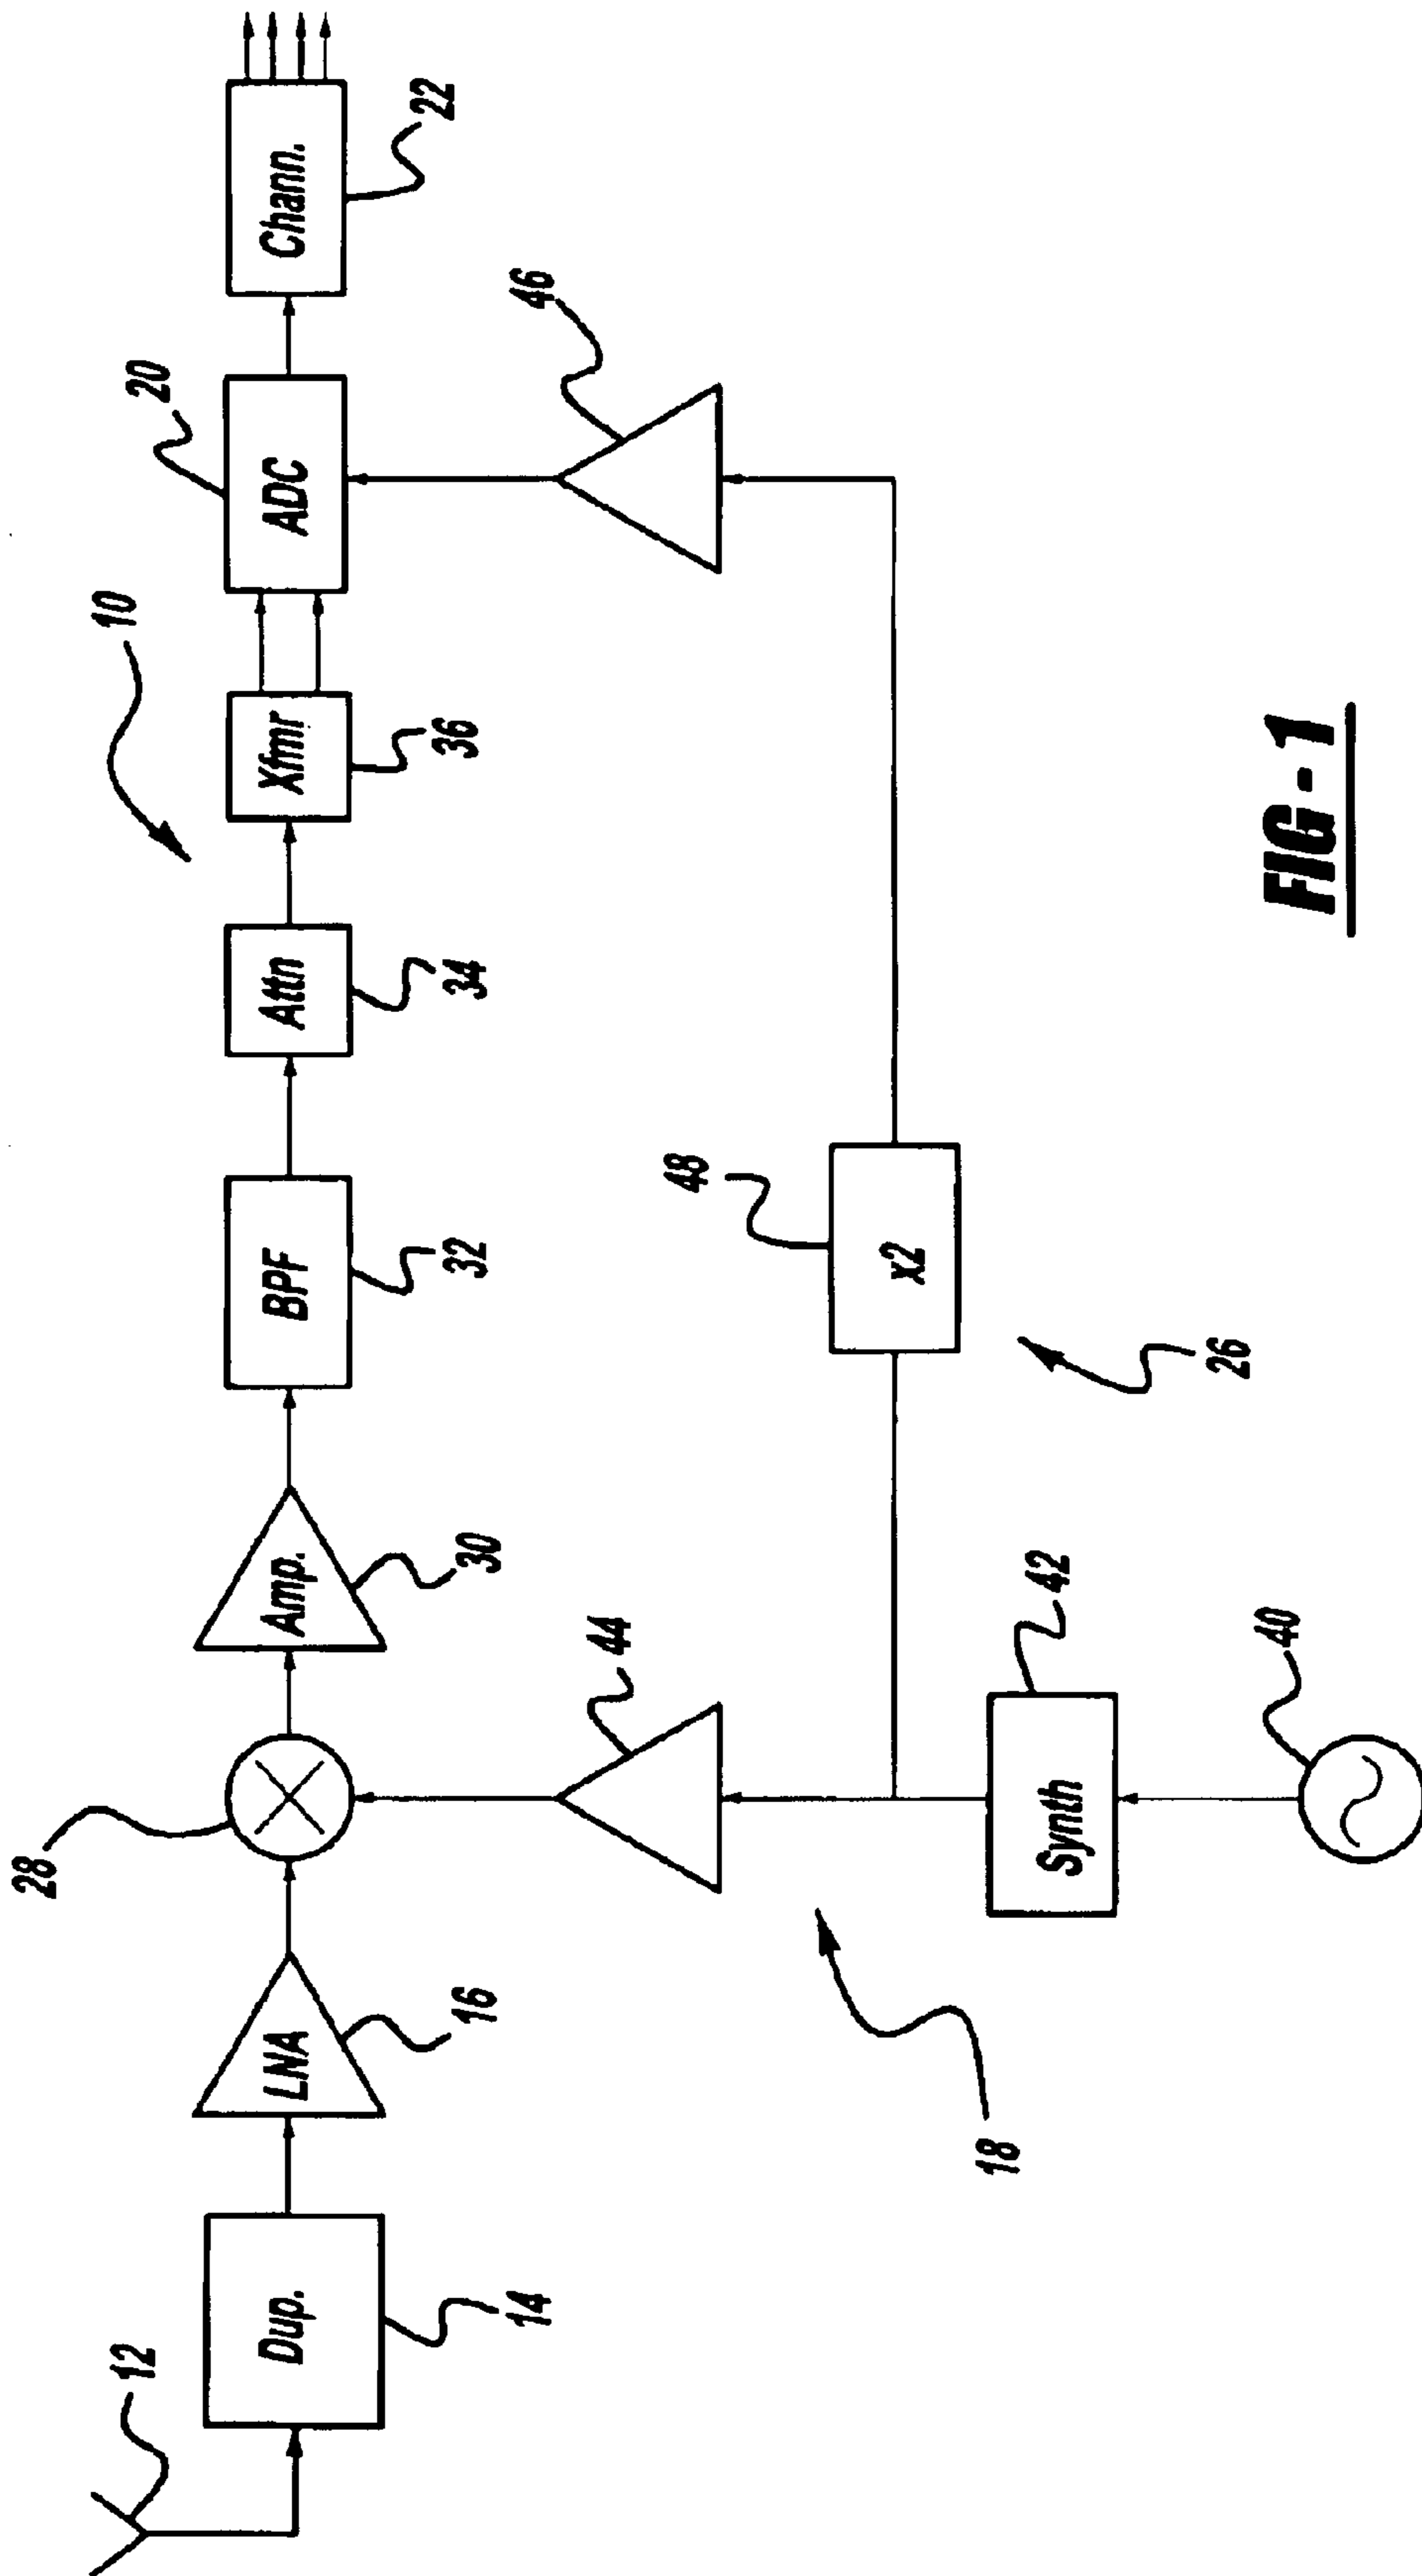 12
Dup.
14
LNA
16
28
18
44
Amp.
30
Synth
42
40
BPF
32
x2
48
26
Attn
34
10
Xfmr
36
ADC
20
46
Chann.
22
FIG - 1